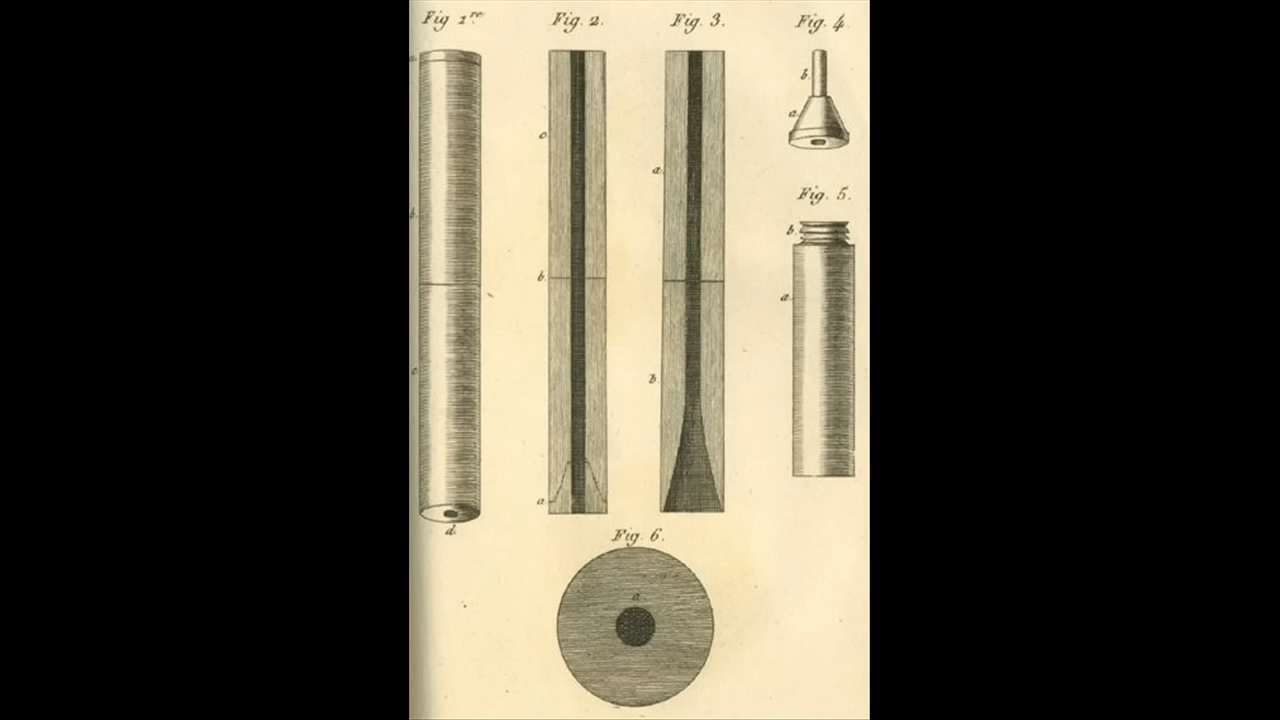 Fig 1re.
Fig. 2.
Fig. 3.
Fig. 4.
a.
b.
c.
d.
c.
b.
a.
a.
b
b.
a.
Fig. 5.
b.
a.
Fig. 6.
a